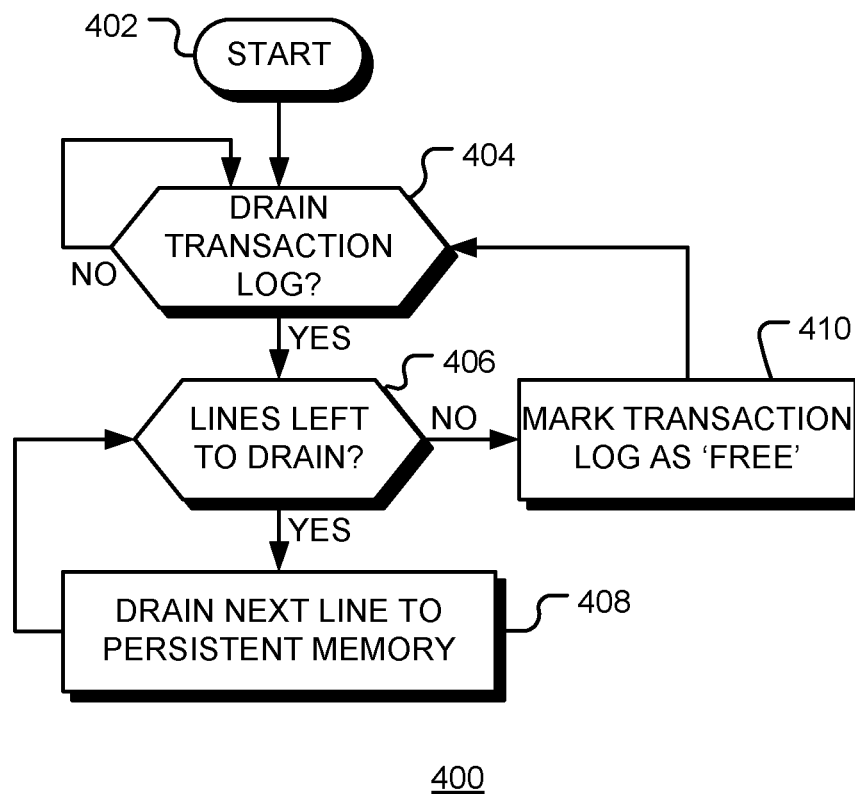 402
START
404
DRAIN
TRANSACTION
LOG?
NO
YES
410
406
LINES LEFT
TO DRAIN?
NO
MARK TRANSACTION
LOG AS ‘FREE’
YES
DRAIN NEXT LINE TO
PERSISTENT MEMORY
408
400